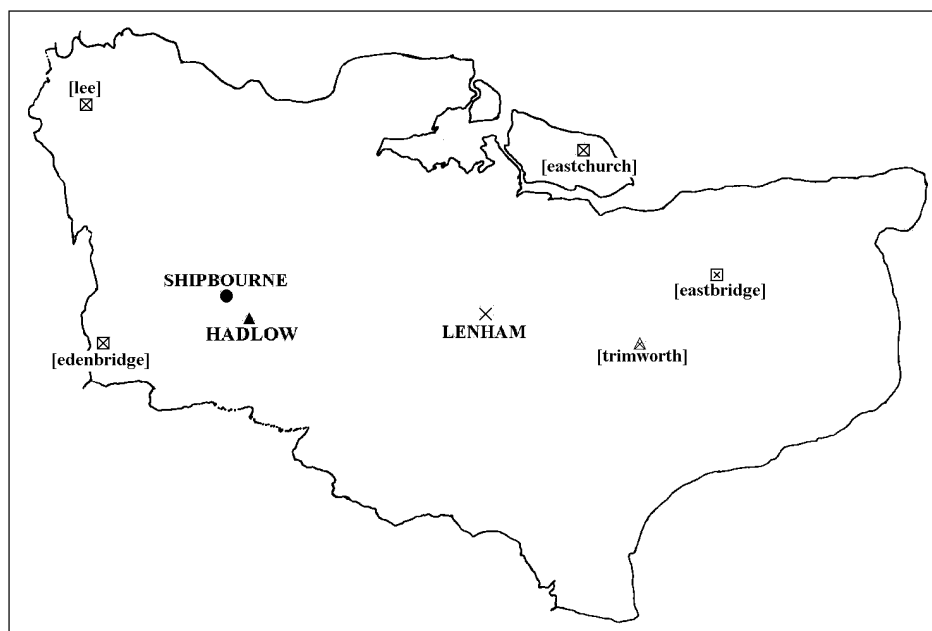 [lee]
[eastchurch]
SHIPBOURNE
[eastbridge]
HADLOW
LENHAM
[edenbridge]
[trimworth]